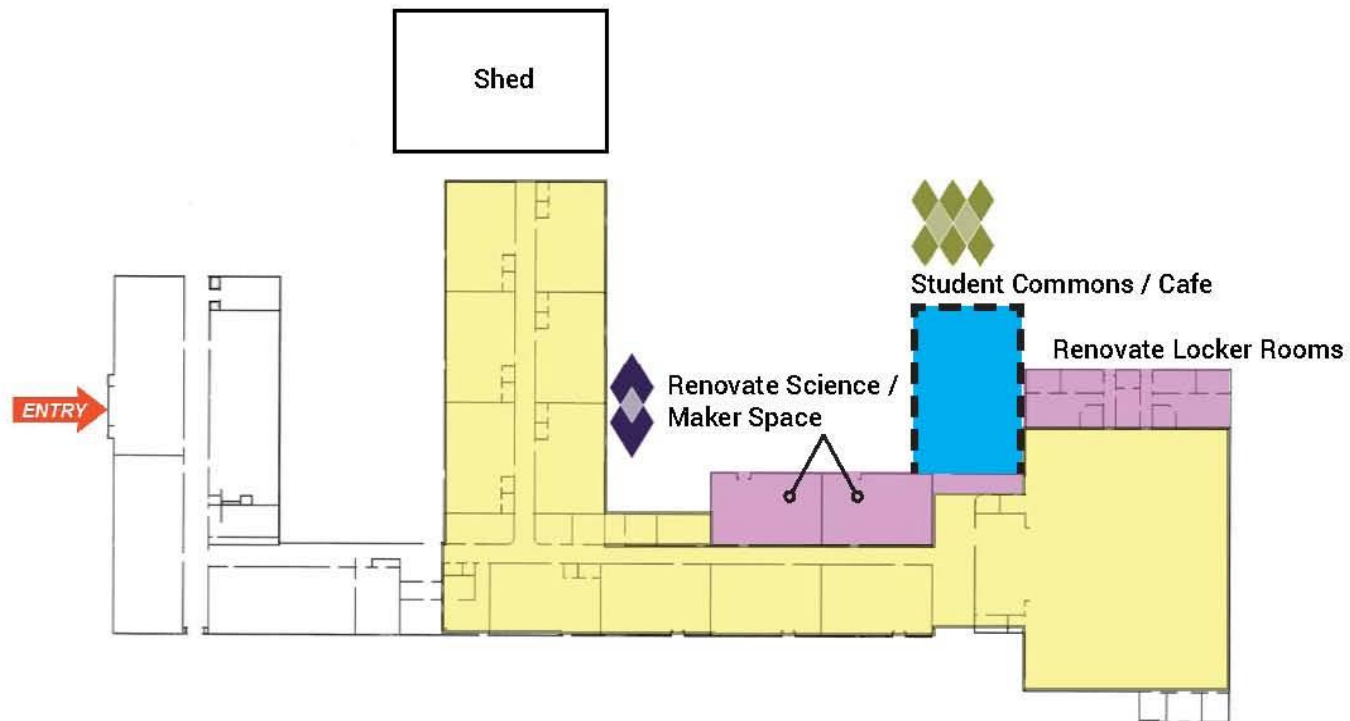 Shed
Student Commons / Cafe
Renovate Locker Rooms
Renovate Science /
Maker Space
ENTRY